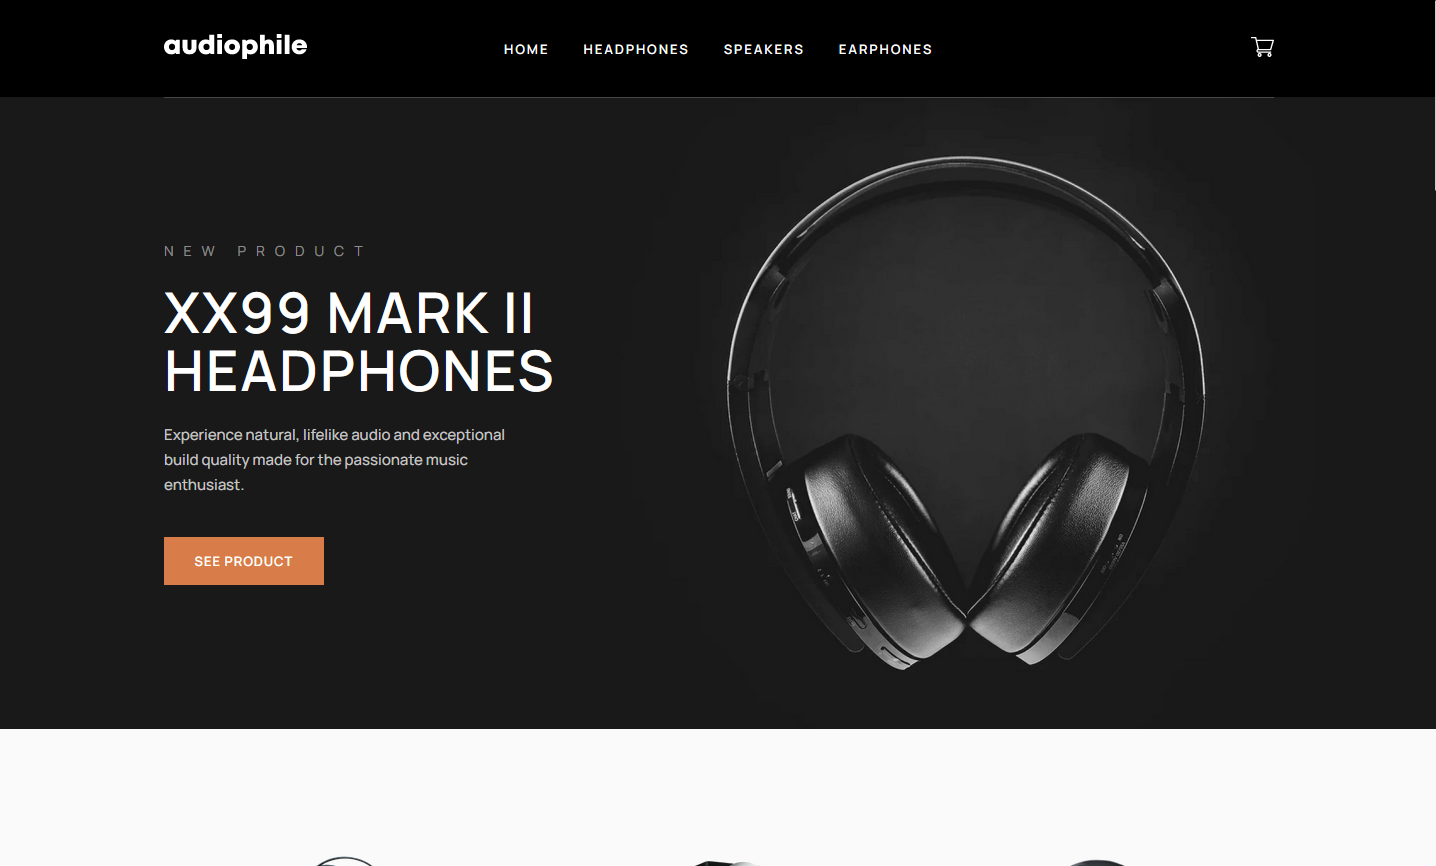 audiophile
HOME HEADPHONES SPEAKERS EARPHONES
NEW PRODUCT
XX99 MARK II
HEADPHONES
Experience natural, lifelike audio and exceptional
build quality made for the passionate music
enthusiast.
SEE PRODUCT